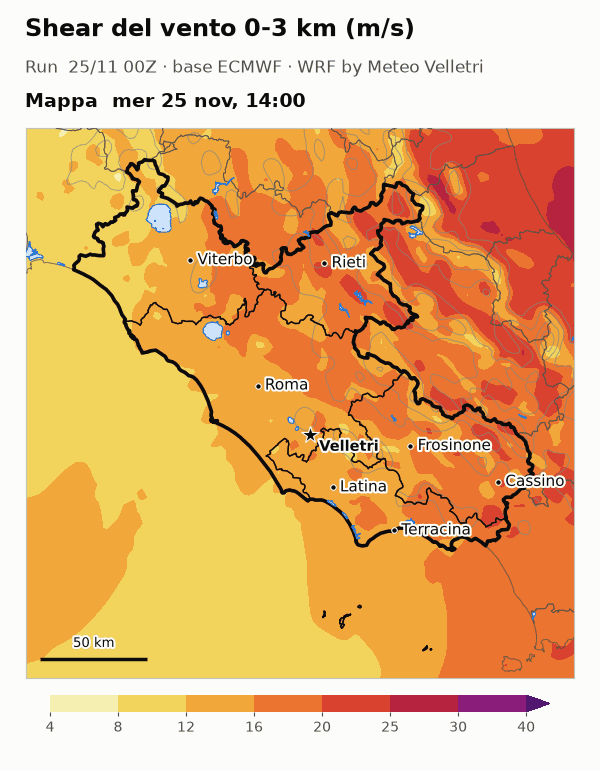 Shear del vento 0-3 km (m/s)
Run  25/11 00Z · base ECMWF · WRF by Meteo Velletri
Mappa  mer 25 nov, 14:00
Viterbo
Rieti
Roma
Velletri
Frosinone
Latina
Cassino
Terracina
50 km
4 8 12 16 20 25 30 40